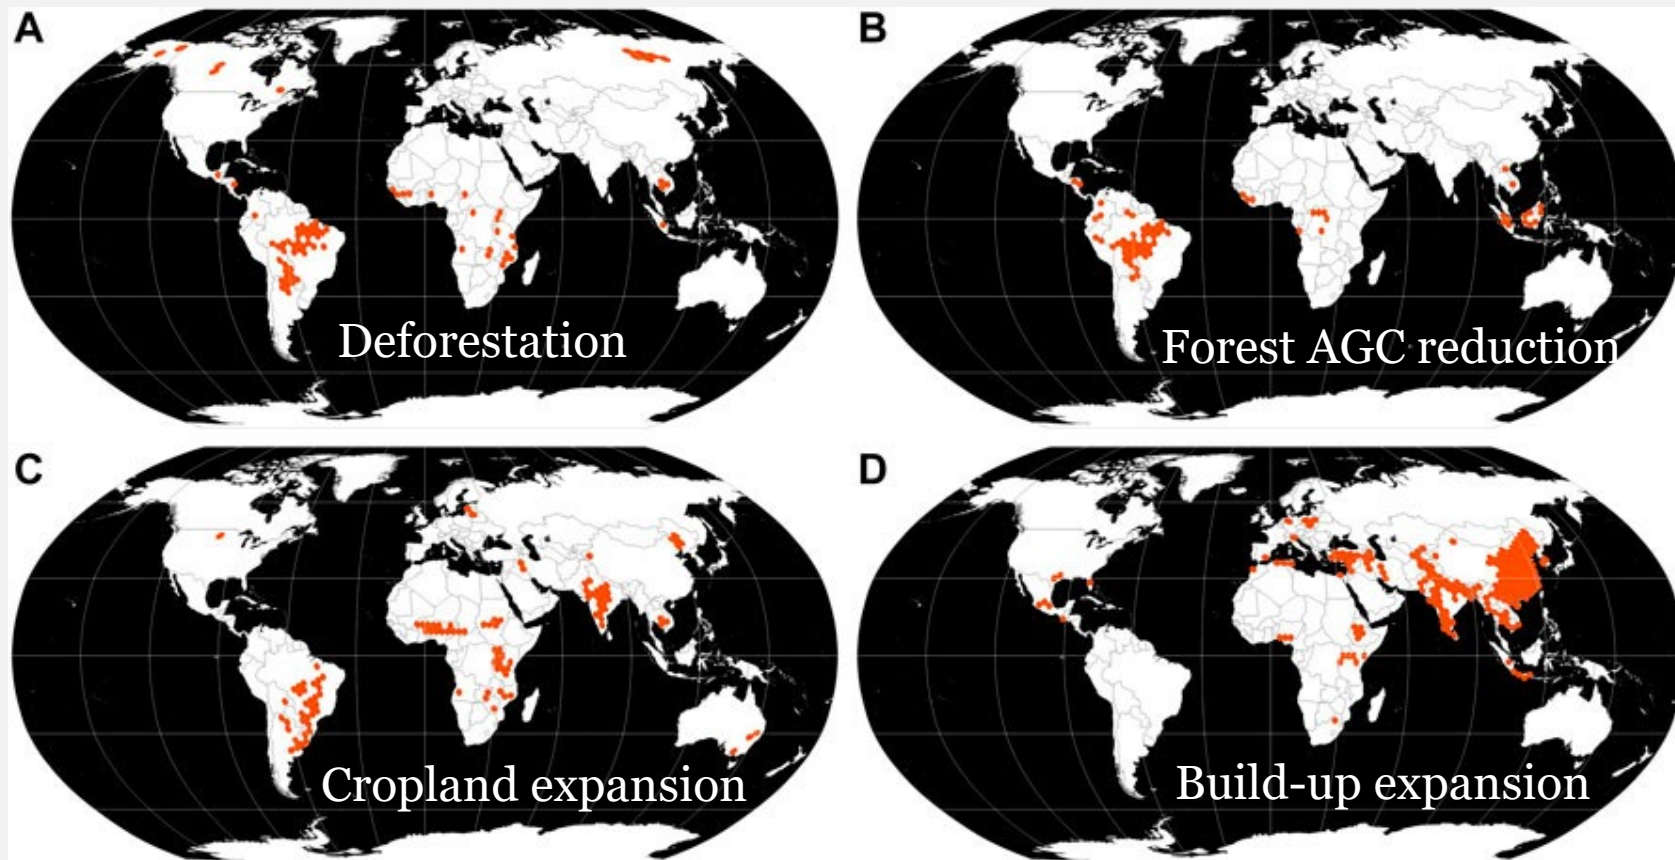 A
B
Deforestation
Forest AGC reduction
C
D
Cropland expansion
Build-up expansion